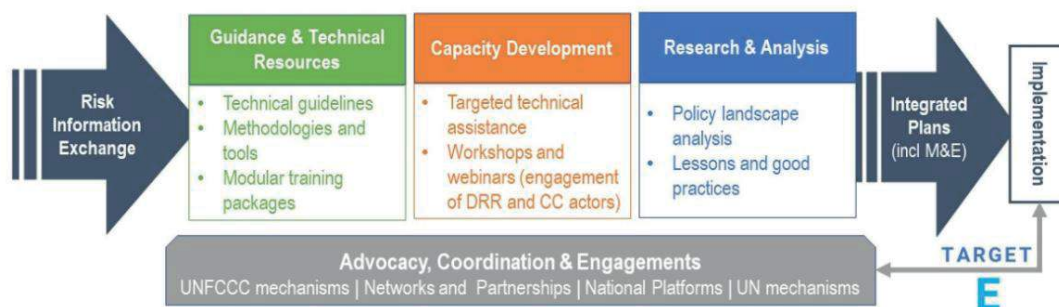 Risk
Information
Exchange
Guidance & Technical
Resources
• Technical guidelines
• Methodologies and
tools
• Modular training
packages
Capacity Development
• Targeted technical
assistance
• Workshops and
webinars (engagement
of DRR and CC actors)
Research & Analysis
• Policy landscape
analysis
• Lessons and good
practices
Integrated
Plans
(incl M&E)
Implementation
Advocacy, Coordination & Engagements
UNFCCC mechanisms | Networks and Partnerships | National Platforms | UN mechanisms
TARGET
E